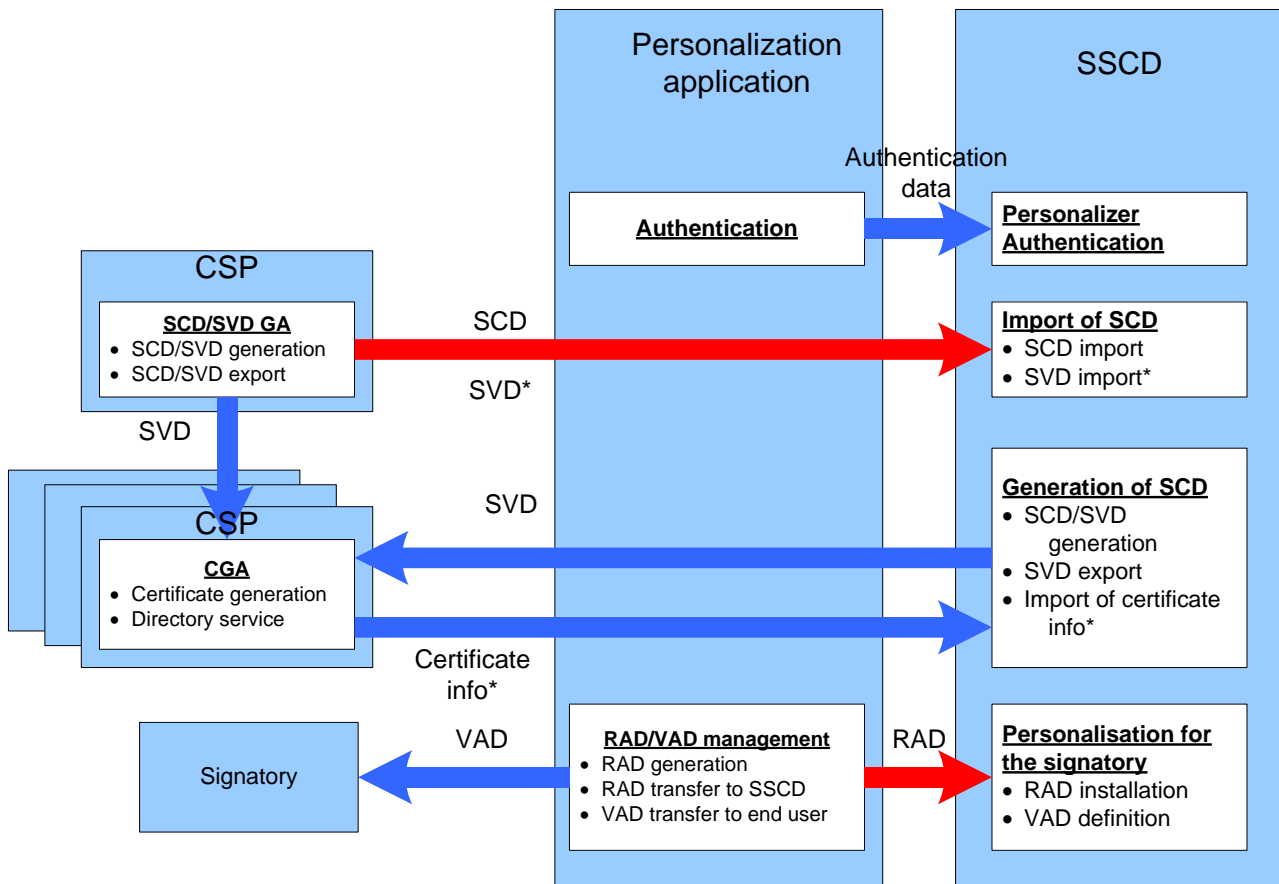 Personalization
application
SSCD
Authentication
data
Authentication
Personalizer
Authentication
CSP
SCD/SVD GA
• SCD/SVD generation
• SCD/SVD export
SCD
SVD*
Import of SCD
• SCD import
• SVD import*
SVD
CSP
CGA
• Certificate generation
• Directory service
SVD
Generation of SCD
• SCD/SVD
generation
• SVD export
• Import of certificate
info*
Certificate
info*
Signatory
VAD
RAD/VAD management
• RAD generation
• RAD transfer to SSCD
• VAD transfer to end user
RAD
Personalisation for
the signatory
• RAD installation
• VAD definition